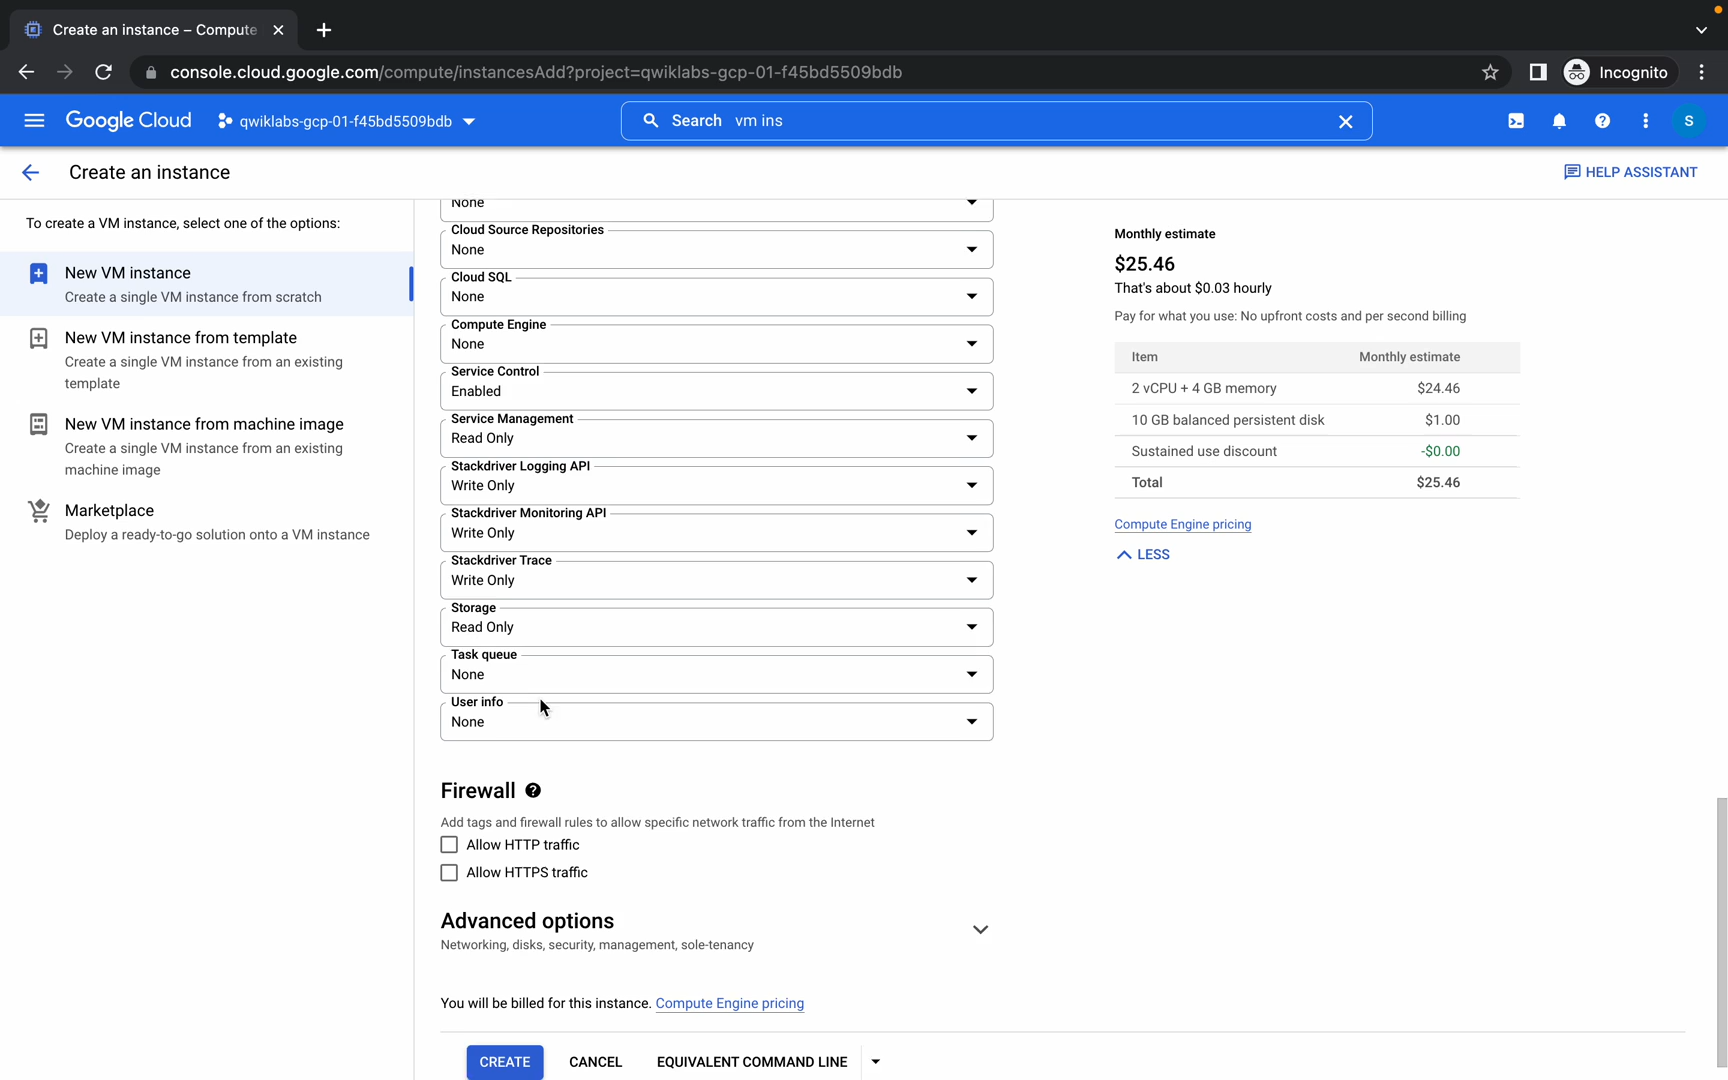 Create an instance – Compute
console.cloud.google.com/compute/instancesAdd?project=qwiklabs-gcp-01-f45bd5509bdb
Incognito
Google Cloud
qwiklabs-gcp-01-f45bd5509bdb
Search vm ins
S
Create an instance
HELP ASSISTANT
To create a VM instance, select one of the options:
New VM instance
Create a single VM instance from scratch
New VM instance from template
Create a single VM instance from an existing
template
New VM instance from machine image
Create a single VM instance from an existing
machine image
Marketplace
Deploy a ready-to-go solution onto a VM instance
None
Cloud Source Repositories
None
Cloud SQL
None
Compute Engine
None
Service Control
Enabled
Service Management
Read Only
Stackdriver Logging API
Write Only
Stackdriver Monitoring API
Write Only
Stackdriver Trace
Write Only
Storage
Read Only
Task queue
None
User info
None
Firewall
Add tags and firewall rules to allow specific network traffic from the Internet
Allow HTTP traffic
Allow HTTPS traffic
Advanced options
Networking, disks, security, management, sole-tenancy
You will be billed for this instance. Compute Engine pricing
CREATE CANCEL EQUIVALENT COMMAND LINE
Monthly estimate
$25.46
That's about $0.03 hourly
Pay for what you use: No upfront costs and per second billing
Item Monthly estimate
2 vCPU + 4 GB memory $24.46
10 GB balanced persistent disk $1.00
Sustained use discount -$0.00
Total $25.46
Compute Engine pricing
LESS